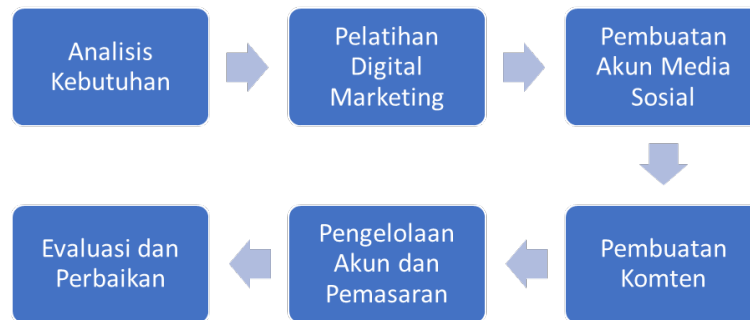 Analisis
Kebutuhan
Pelatihan
Digital
Marketing
Pembuatan
Akun Media
Sosial
Pembuatan
Komten
Pengelolaan
Akun dan
Pemasaran
Evaluasi dan
Perbaikan